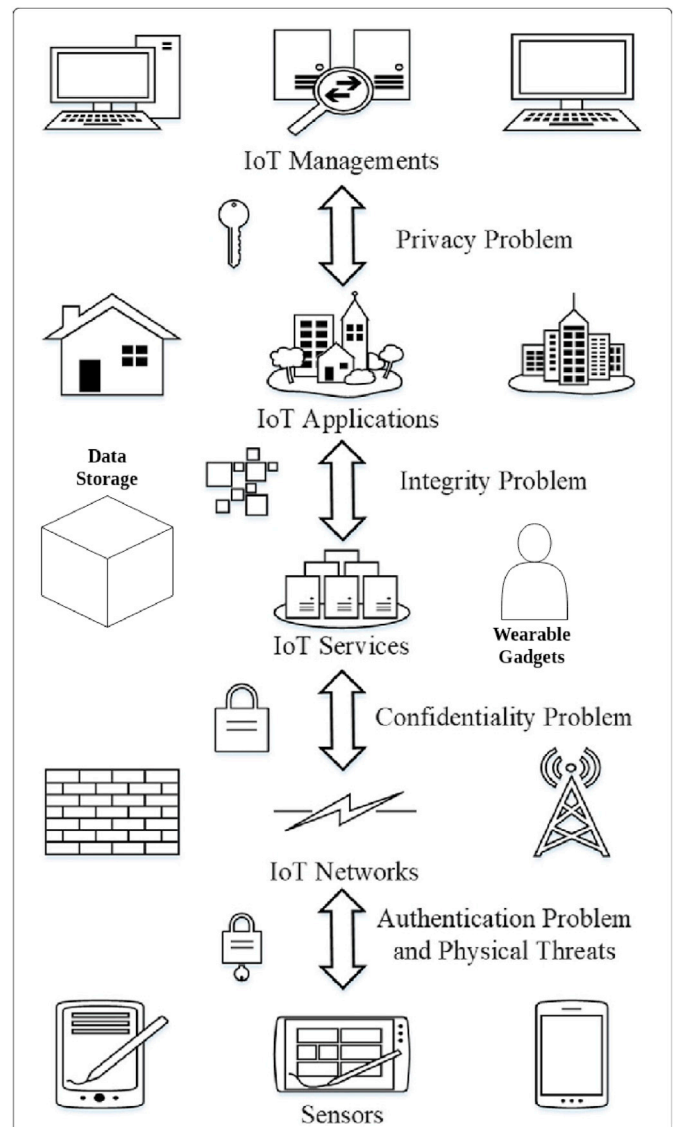 IoT Managements
Privacy Problem
IoT Applications
Data
Storage
Integrity Problem
IoT Services
Wearable
Gadgets
Confidentiality Problem
IoT Networks
Authentication Problem
and Physical Threats
Sensors